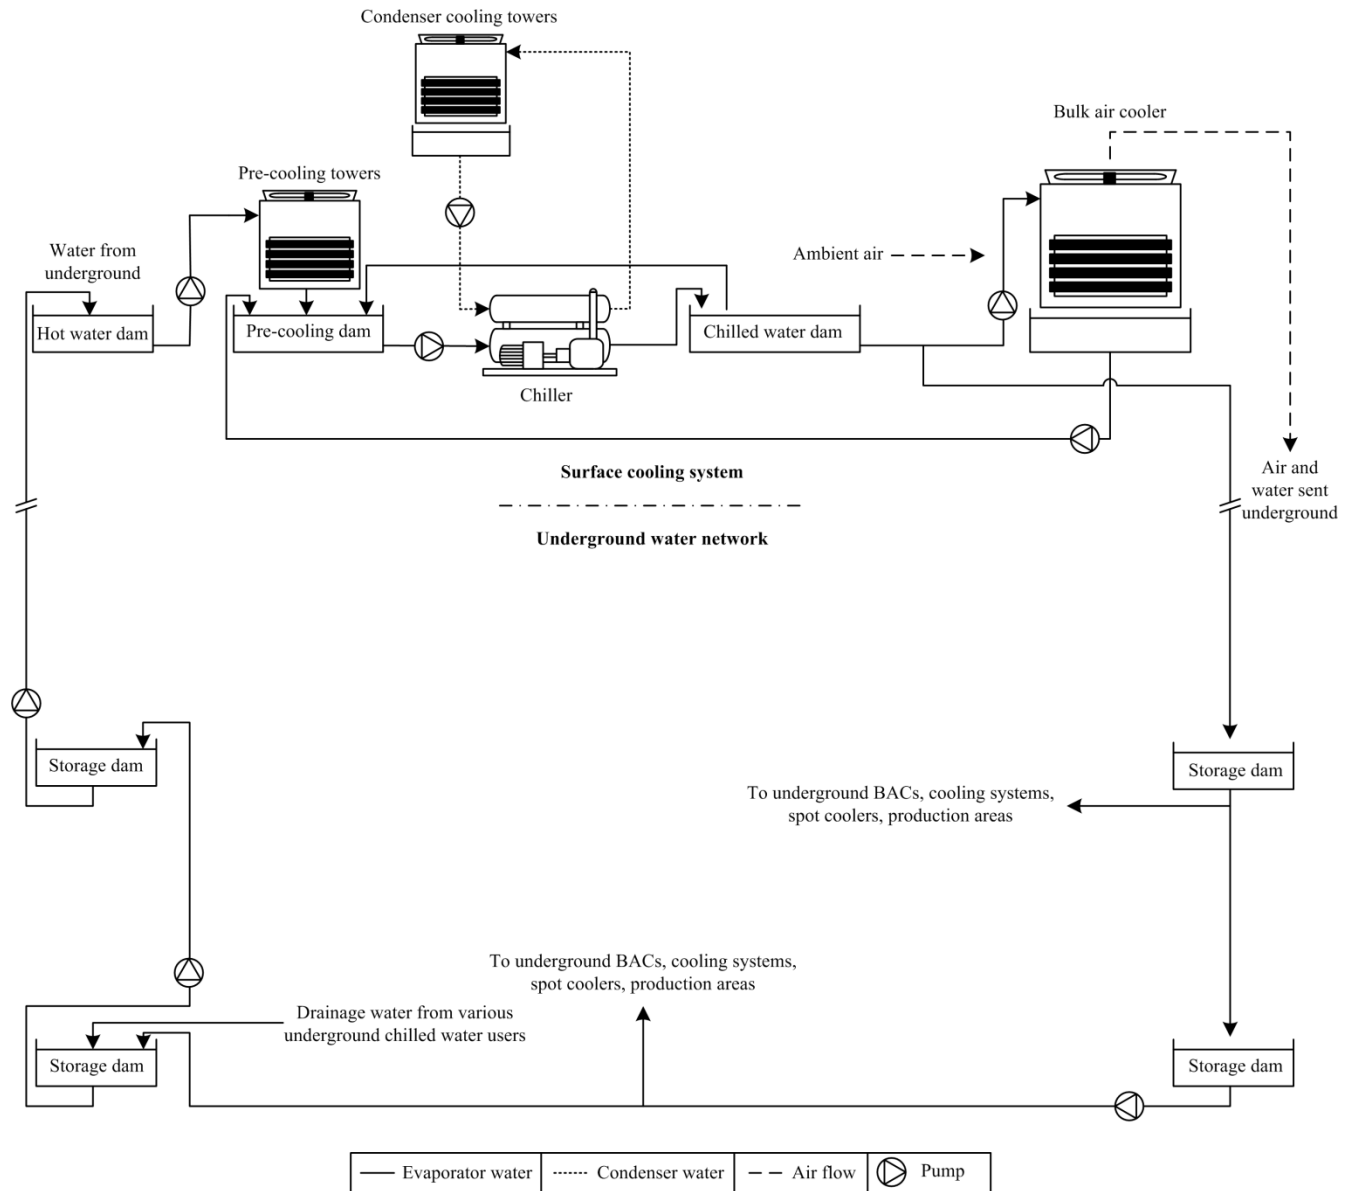 Condenser cooling towers
Bulk air cooler
Pre-cooling towers
Water from
underground
Ambient air
Hot water dam
Pre-cooling dam
Chilled water dam
Chiller
Surface cooling system
Air and
water sent
underground
Underground water network
Storage dam
Storage dam
To underground BACs, cooling systems,
spot coolers, production areas
To underground BACs, cooling systems,
spot coolers, production areas
Drainage water from various
underground chilled water users
Storage dam
Storage dam
Evaporator water
Condenser water
Air flow
Pump